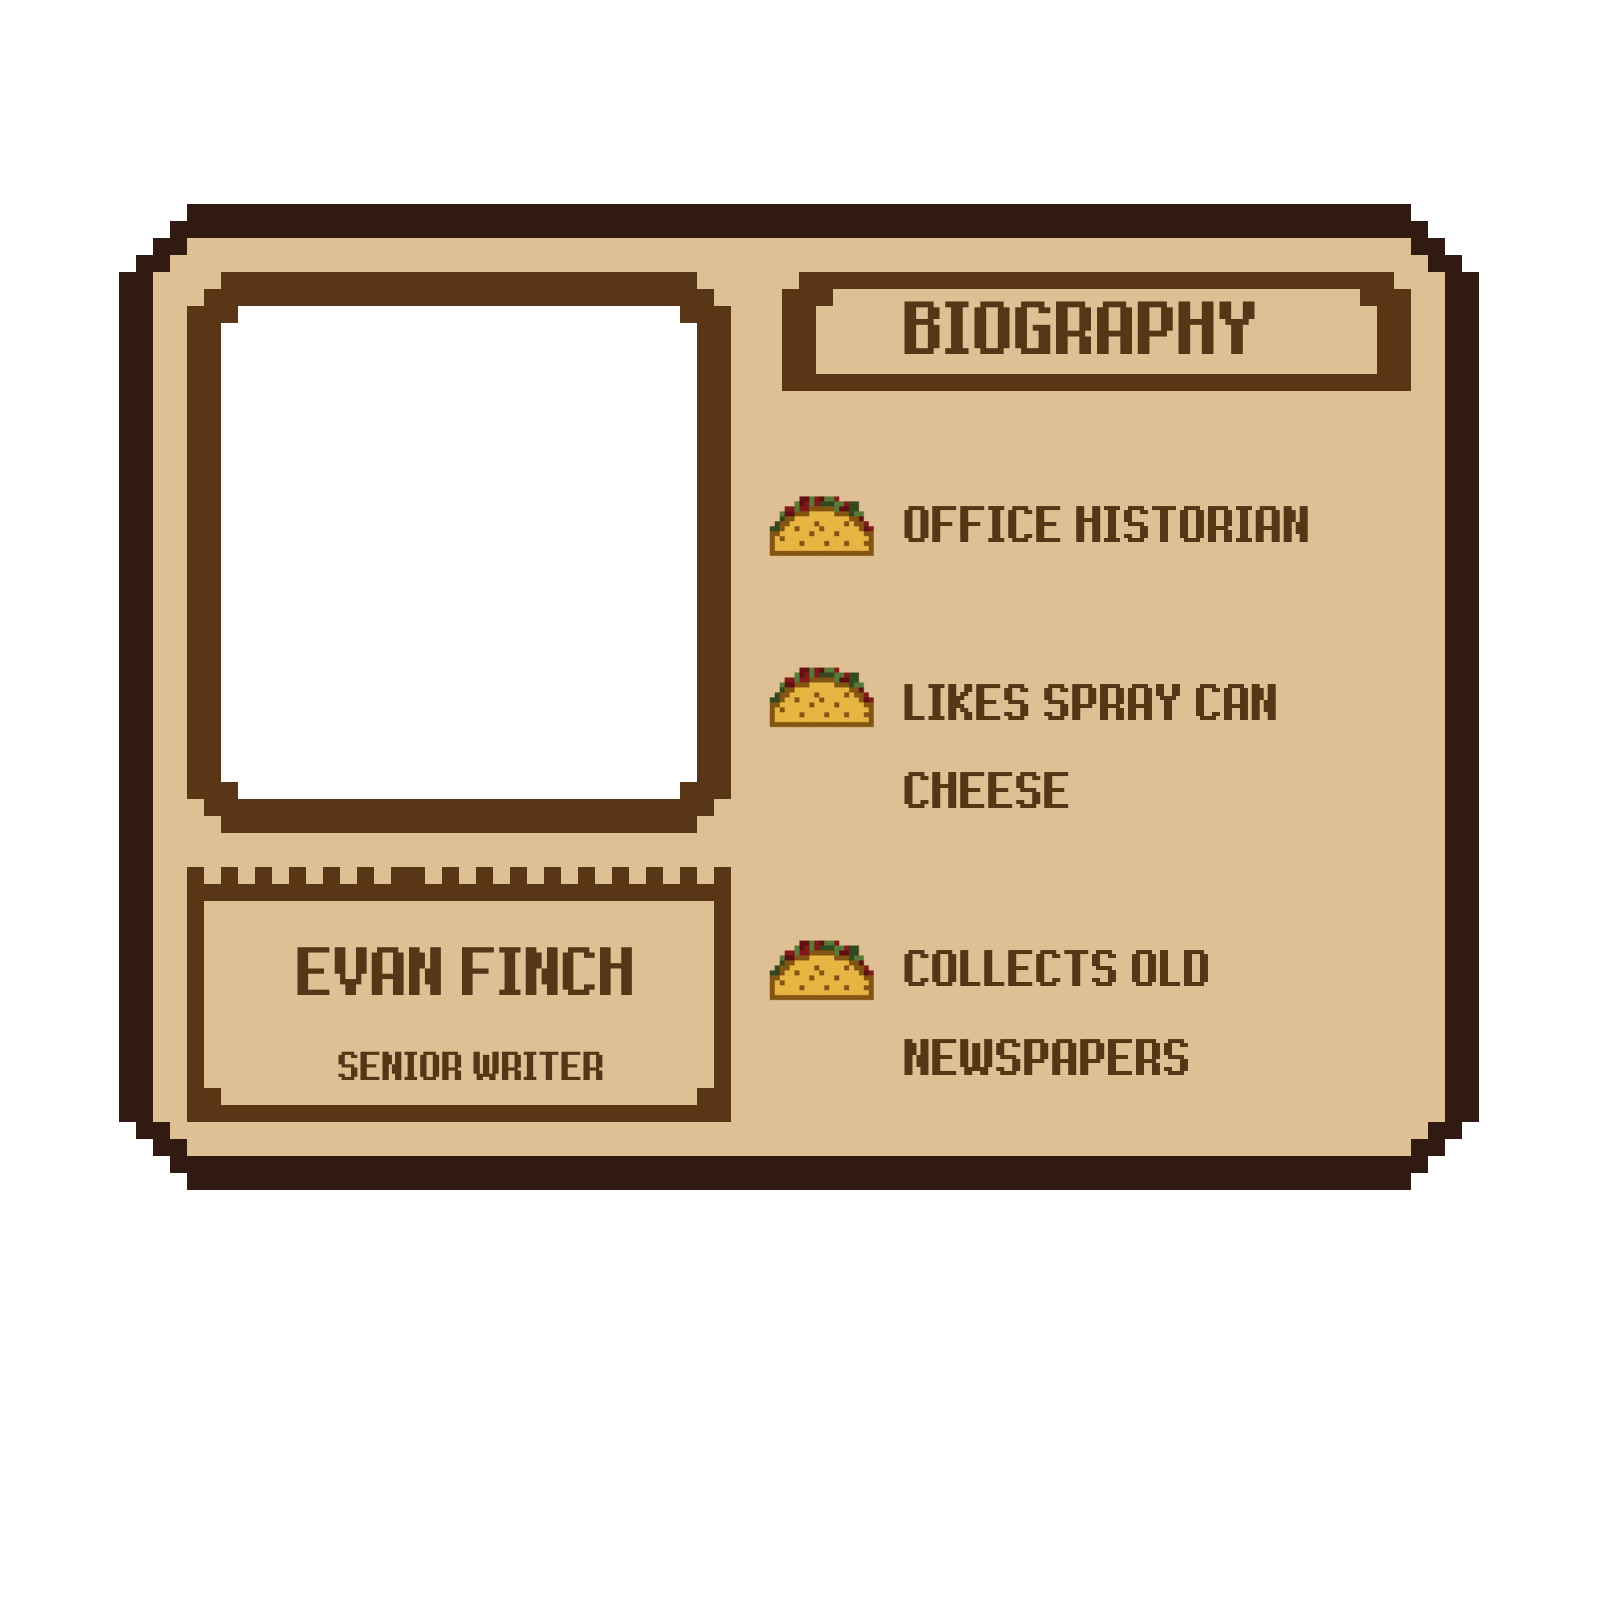 BIOGRAPHY
OFFICE HISTORIAN
LIKES SPRAY CAN
CHEESE
COLLECTS OLD
NEWSPAPERS
EVAN FINCH
SENIOR WRITER